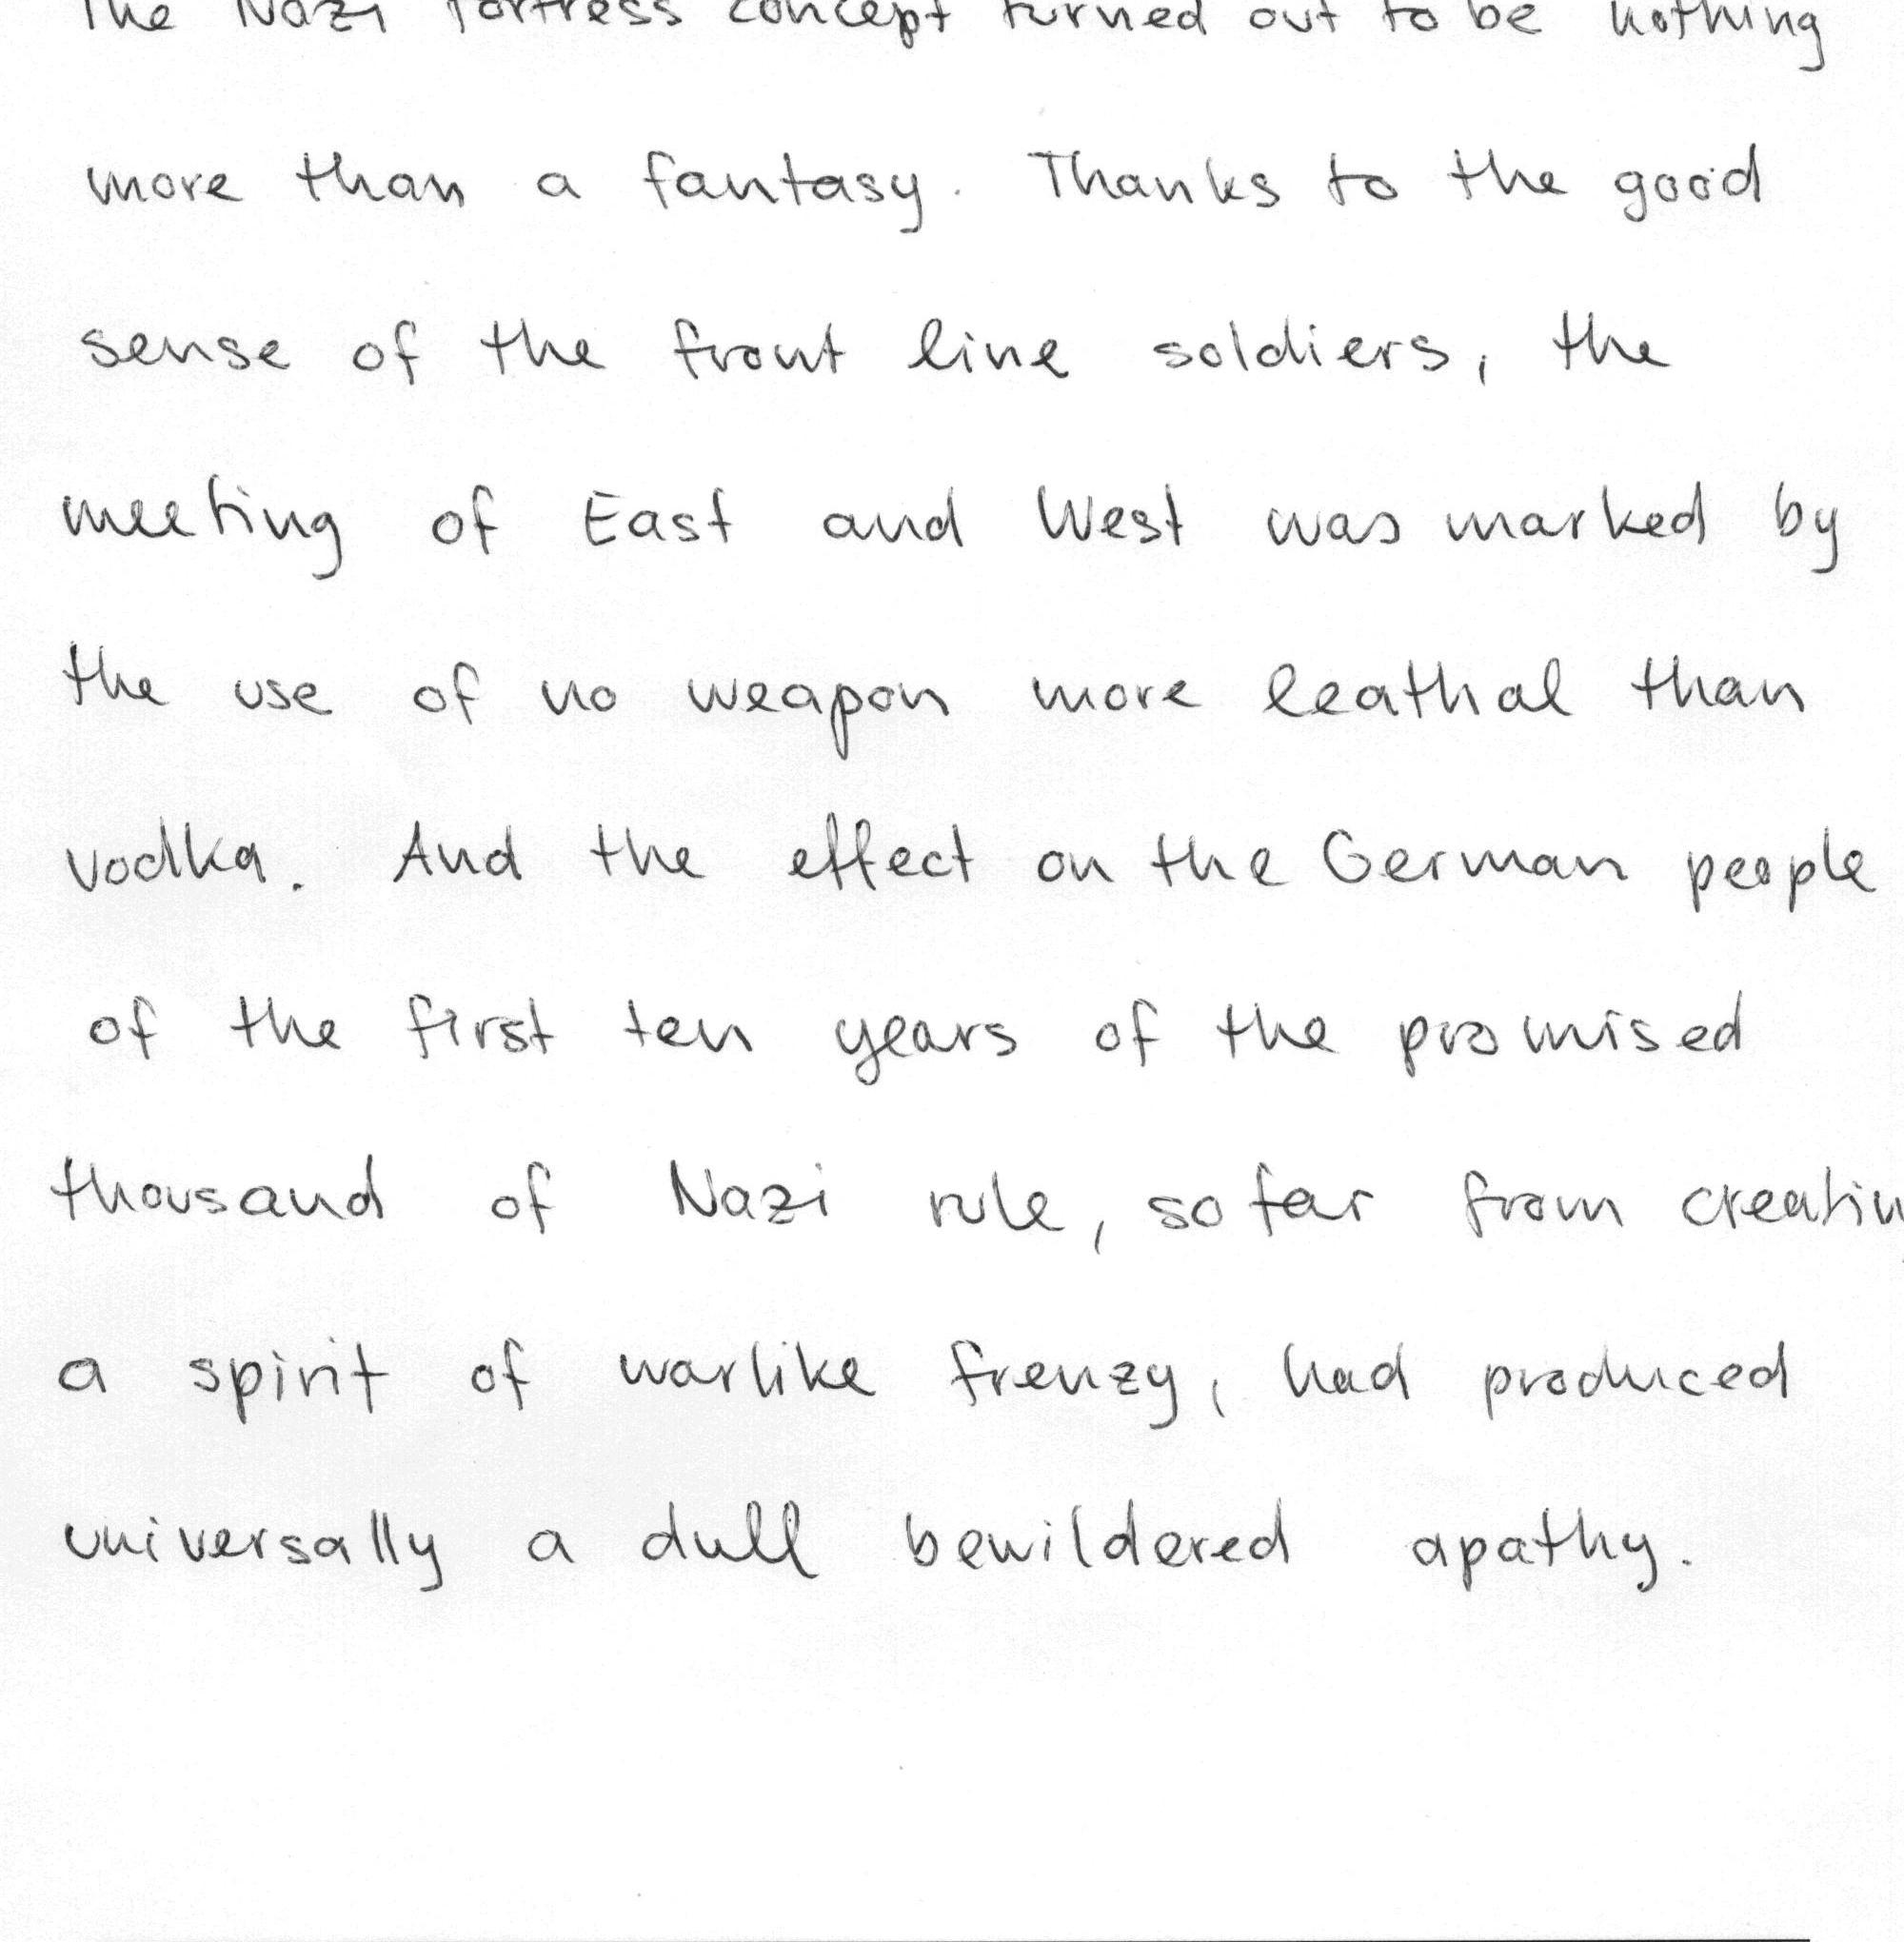 The Nazi fortress concept turned out to be nothing
more than a fantasy. Thanks to the good
sense of the front line soldiers, the
meeting of East and West was marked by
the use of no weapon more leathal than
vodka. And the effect on the German people
of the first ten years of the promised
thousand of Nazi rule, so far from creatin
a spirit of warlike frenzy, had produced
universally a dull bewildered apathy.